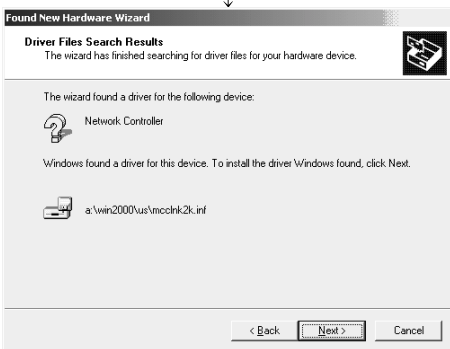 Found New Hardware Wizard
Driver Files Search Results
The wizard has finished searching for driver files for your hardware device.
The wizard found a driver for the following device:
Network Controller
Windows found a driver for this device. To install the driver Windows found, click Next.
a:\win2000\us\mcclnk2k.inf
< Back
Next >
Cancel